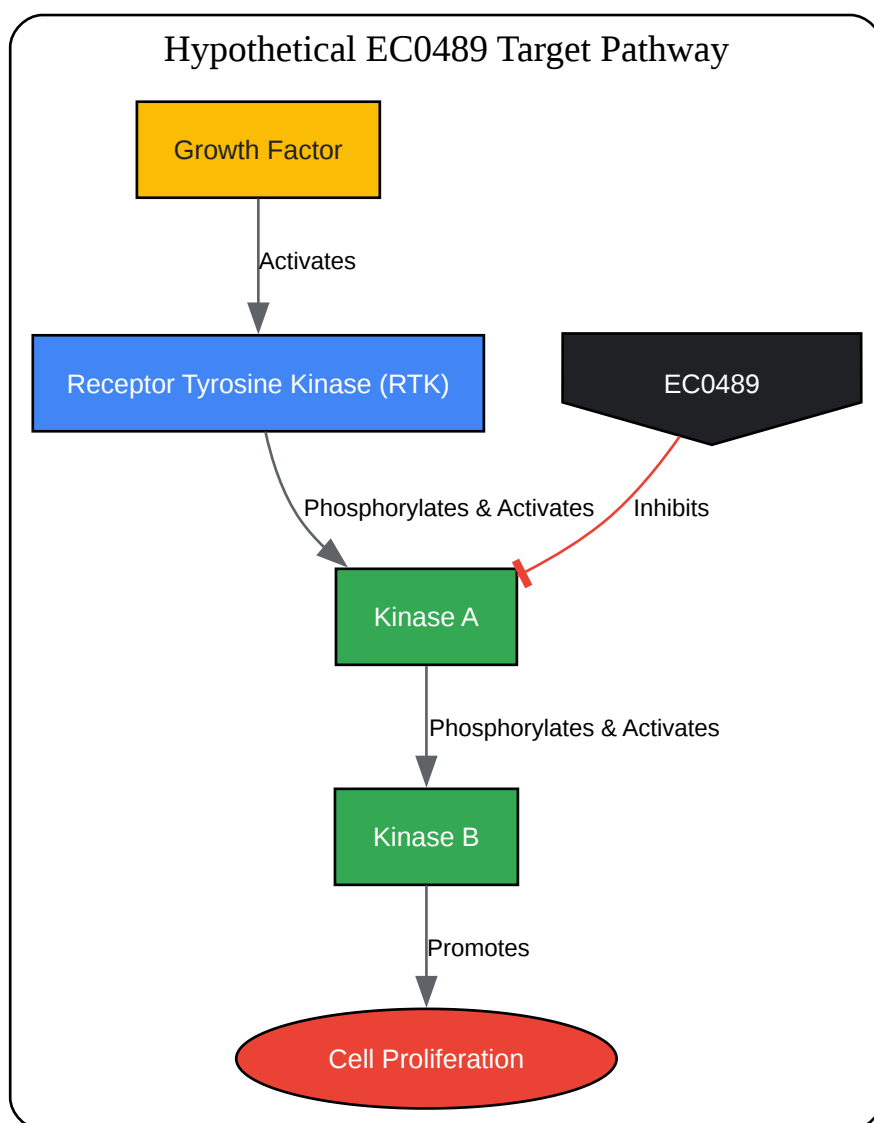 Hypothetical EC0489 Target Pathway
Growth Factor
Activates
Receptor Tyrosine Kinase (RTK)
EC0489
Phosphorylates & Activates
Inhibits
Kinase A
Phosphorylates & Activates
Kinase B
Promotes
Cell Proliferation